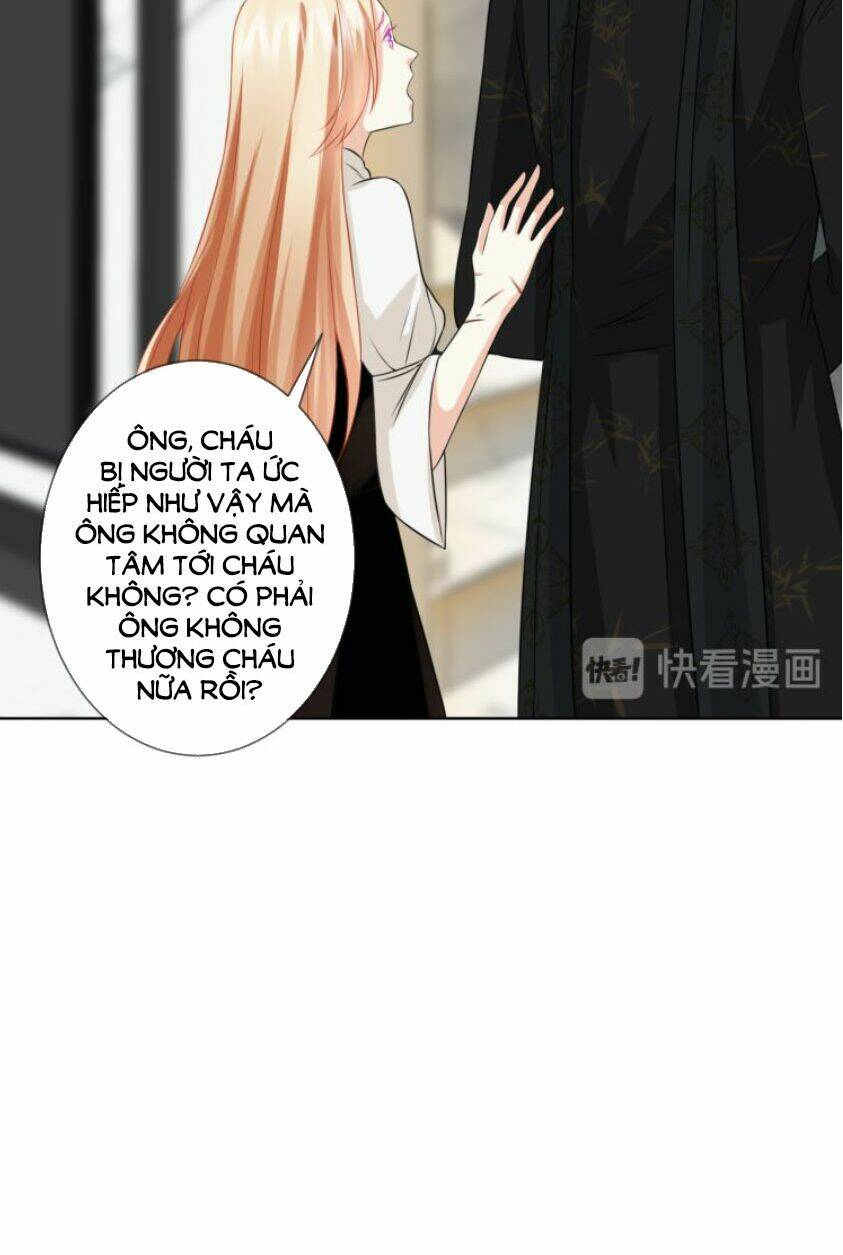 ÔNG, CHÁU
BỊ NGƯỜI TA ỨC
HIẾP NHƯ VẬY MÀ
ÔNG KHÔNG QUAN
TÂM TỚI CHÁU
KHÔNG? CÓ PHẢI
ÔNG KHÔNG
THƯƠNG CHÁU
NỮA RỒI?
快看! 快看漫画